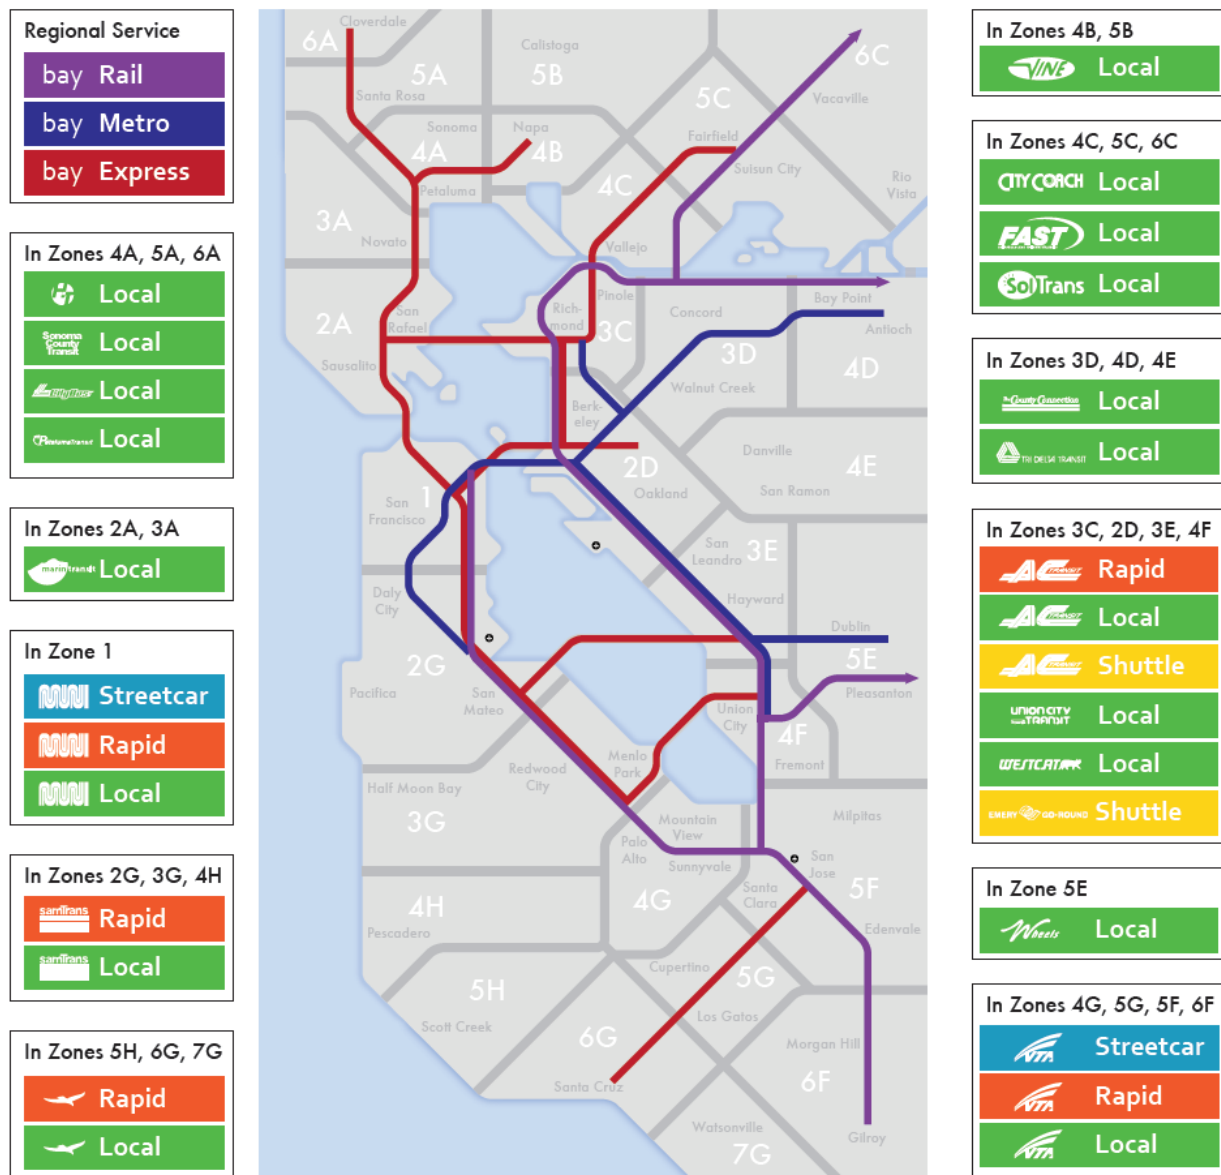 Regional Service
bay Rail
bay Metro
bay Express
In Zones 4A, 5A, 6A
Local
Sonoma
County
Transit
Local
CityBus
Local
Petaluma Transit
Local
In Zones 2A, 3A
marin transit
Local
In Zone 1
MUNI Streetcar
MUNI Rapid
MUNI Local
In Zones 2G, 3G, 4H
samTrans Rapid
samTrans Local
In Zones 5H, 6G, 7G
Rapid
Local
Cloverdale
6A
Calistoga
5A
5B
6C
Santa Rosa
5C
Vacaville
Sonoma
Napa
Fairfield
4A
4B
Suisun City
Petaluma
4C
Rio
Vista
3A
Novato
Vallejo
2A
San
Rafael
Rich-
mond
Pinole
3C
Concord
Bay Point
Antioch
Sausalito
3D
4D
Walnut Creek
Berk-
eley
Danville
2D
4E
Oakland
San Ramon
1
San
Francisco
San
Leandro
3E
Daly
City
Hayward
Dublin
2G
5E
Pacifica
San
Mateo
Pleasanton
Union
City
4F
Menlo
Park
Redwood
City
Fremont
Half Moon Bay
3G
Mountain
View
Milpitas
Palo
Alto
Sunnyvale
San
Jose
Santa
Clara
5F
4H
4G
Pescadero
Edenvale
Cupertino
5G
5H
Los Gatos
Scott Creek
6G
Morgan Hill
Santa Cruz
6F
Watsonville
Gilroy
7G
In Zones 4B, 5B
VINE Local
In Zones 4C, 5C, 6C
CITY COACH Local
FAST Local
SolTrans Local
In Zones 3D, 4D, 4E
The County Connection Local
TRI DELTA TRANSIT Local
In Zones 3C, 2D, 3E, 4F
AC TRANSIT Rapid
AC TRANSIT Local
AC TRANSIT Shuttle
UNION CITY
TRANSIT
Local
WESTCAT Local
EMERY GO-ROUND Shuttle
In Zone 5E
Wheels Local
In Zones 4G, 5G, 5F, 6F
VTA Streetcar
VTA Rapid
VTA Local